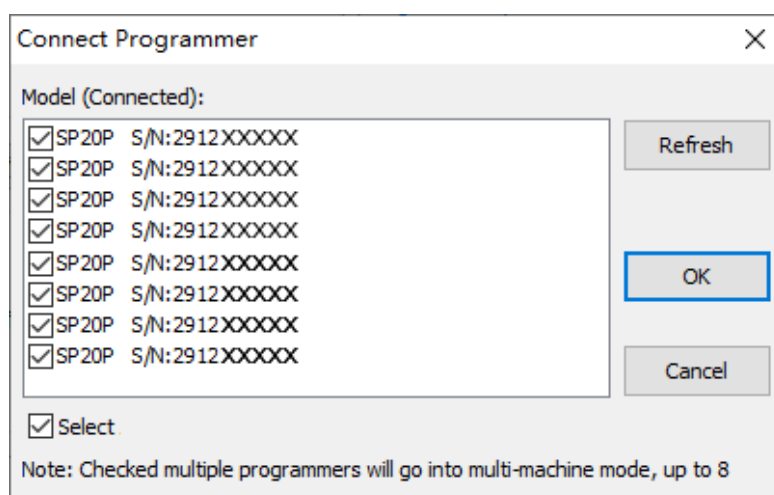 Connect Programmer
Model (Connected):
SP20P S/N:2912XXXXX
SP20P S/N:2912XXXXX
SP20P S/N:2912XXXXX
SP20P S/N:2912XXXXX
SP20P S/N:2912XXXXX
SP20P S/N:2912XXXXX
SP20P S/N:2912XXXXX
SP20P S/N:2912XXXXX
Refresh
OK
Cancel
Select
Note: Checked multiple programmers will go into multi-machine mode, up to 8